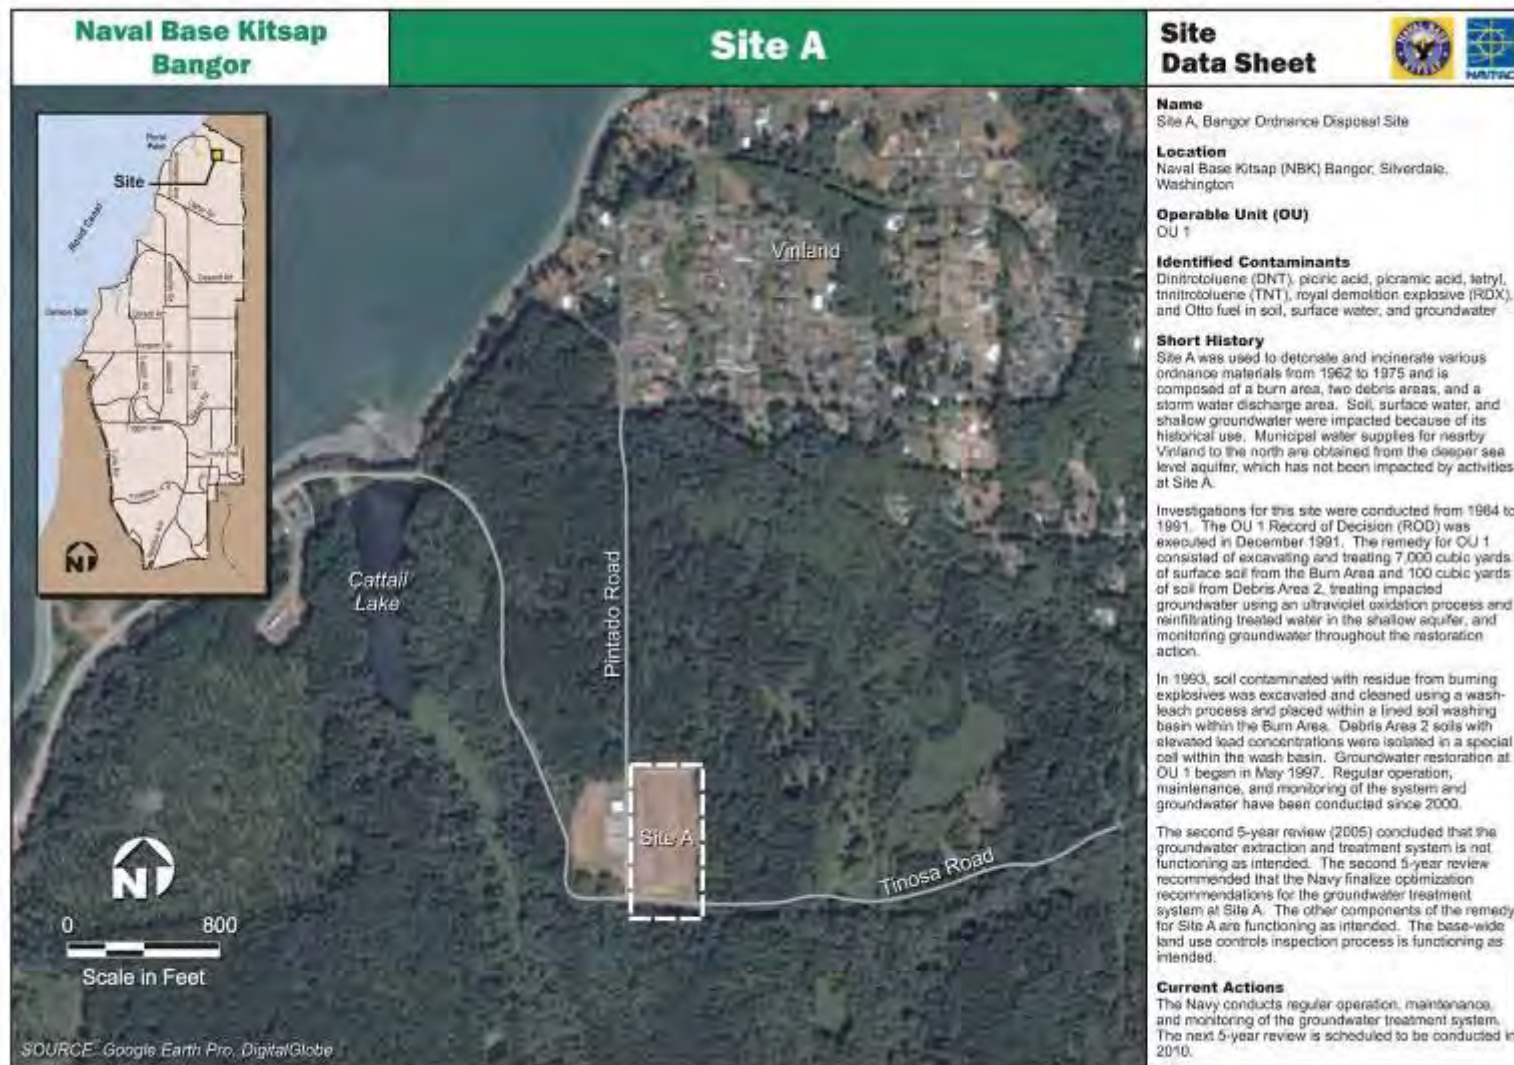 Naval Base Kitsap
Bangor
Site A
Site
Data Sheet
Site
Hood Canal
Vinland
Cattail
Lake
Pintado Road
Site A
Tinosa Road
N
N
0 800
Scale in Feet
SOURCE: Google Earth Pro, DigitalGlobe
Name
Site A, Bangor Ordnance Disposal Site
Location
Naval Base Kitsap (NBK) Bangor, Silverdale,
Washington
Operable Unit (OU)
OU 1
Identified Contaminants
Dinitrotoluene (DNT), picric acid, picramic acid, tetryl,
trinitrotoluene (TNT), royal demolition explosive (RDX),
and Otto fuel in soil, surface water, and groundwater
Short History
Site A was used to detonate and incinerate various
ordnance materials from 1962 to 1975 and is
composed of a burn area, two debris areas, and a
storm water discharge area. Soil, surface water, and
shallow groundwater were impacted because of its
historical use. Municipal water supplies for nearby
Vinland to the north are obtained from the deeper sea
level aquifer, which has not been impacted by activities
at Site A.
Investigations for this site were conducted from 1984 to
1991. The OU 1 Record of Decision (ROD) was
executed in December 1991. The remedy for OU 1
consisted of excavating and treating 7,000 cubic yards
of surface soil from the Burn Area and 100 cubic yards
of soil from Debris Area 2, treating impacted
groundwater using an ultraviolet oxidation process and
reinfiltrating treated water in the shallow aquifer, and
monitoring groundwater throughout the restoration
action.
In 1993, soil contaminated with residue from burning
explosives was excavated and cleaned using a wash-
leach process and placed within a lined soil washing
basin within the Burn Area. Debris Area 2 soils with
elevated lead concentrations were isolated in a special
cell within the wash basin. Groundwater restoration at
OU 1 began in May 1997. Regular operation,
maintenance, and monitoring of the system and
groundwater have been conducted since 2000.
The second 5-year review (2005) concluded that the
groundwater extraction and treatment system is not
functioning as intended. The second 5-year review
recommended that the Navy finalize optimization
recommendations for the groundwater treatment
system at Site A. The other components of the remedy
for Site A are functioning as intended. The base-wide
land use controls inspection process is functioning as
intended.
Current Actions
The Navy conducts regular operation, maintenance,
and monitoring of the groundwater treatment system.
The next 5-year review is scheduled to be conducted in
2010.